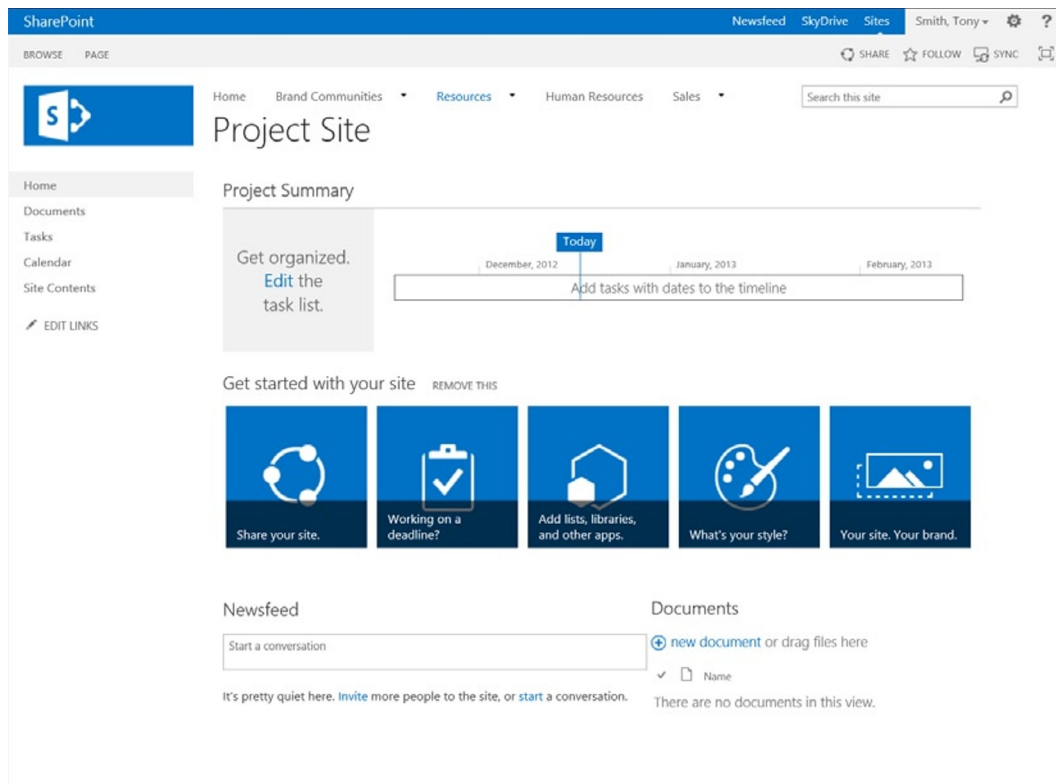 SharePoint
Newsfeed SkyDrive Sites Smith, Tony ?
BROWSE PAGE
SHARE FOLLOW SYNC
S
Home Brand Communities Resources Human Resources Sales
Search this site
Project Site
Home
Documents
Tasks
Calendar
Site Contents
EDIT LINKS
Project Summary
Get organized.
Edit the
task list.
Today
December, 2012 January, 2013 February, 2013
Add tasks with dates to the timeline
Get started with your site REMOVE THIS
Share your site.
Working on a
deadline?
Add lists, libraries,
and other apps.
What's your style?
Your site. Your brand.
Newsfeed
Start a conversation
It's pretty quiet here. Invite more people to the site, or start a conversation.
Documents
new document or drag files here
Name
There are no documents in this view.